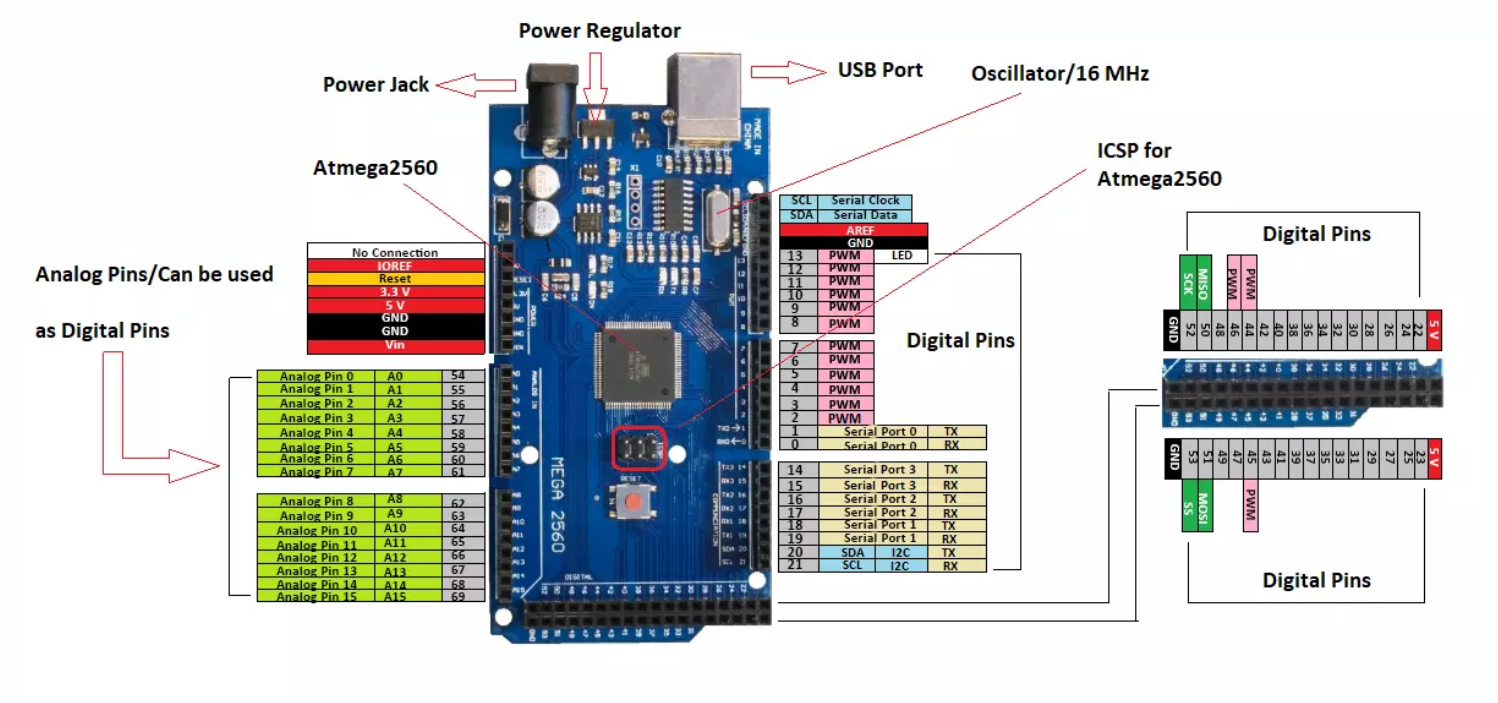 Power Regulator
Power Jack
USB Port
Oscillator/16 MHz
Atmega2560
ICSP for
Atmega2560
Analog Pins/Can be used
as Digital Pins
No Connection
IOREF
Reset
3.3 V
5 V
GND
GND
Vin
Analog Pin 0 A0 54
Analog Pin 1 A1 55
Analog Pin 2 A2 56
Analog Pin 3 A3 57
Analog Pin 4 A4 58
Analog Pin 5 A5 59
Analog Pin 6 A6 60
Analog Pin 7 A7 61
Analog Pin 8 A8 62
Analog Pin 9 A9 63
Analog Pin 10 A10 64
Analog Pin 11 A11 65
Analog Pin 12 A12 66
Analog Pin 13 A13 67
Analog Pin 14 A14 68
Analog Pin 15 A15 69
MADE IN
CHINA
X1
POWER
ANALOG IN
PWM
COMMUNICATION
RESET
ICSP
MEGA 2560
DIGITAL
SCL Serial Clock
SDA Serial Data
AREF
GND
13 PWM LED
12 PWM
11 PWM
10 PWM
9 PWM
8 PWM
7 PWM
6 PWM
5 PWM
4 PWM
3 PWM
2 PWM
1 Serial Port 0 TX
0 Serial Port 0 RX
14 Serial Port 3 TX
15 Serial Port 3 RX
16 Serial Port 2 TX
17 Serial Port 2 RX
18 Serial Port 1 TX
19 Serial Port 1 RX
20 SDA I2C TX
21 SCL I2C RX
Digital Pins
Digital Pins
SCK MISO PWM PWM
GND 52 50 48 46 44 42 40 38 36 34 32 30 28 26 24 22 5 V
GND 53 51 49 47 45 43 41 39 37 35 33 31 29 27 25 23 5 V
SS MOSI PWM
Digital Pins